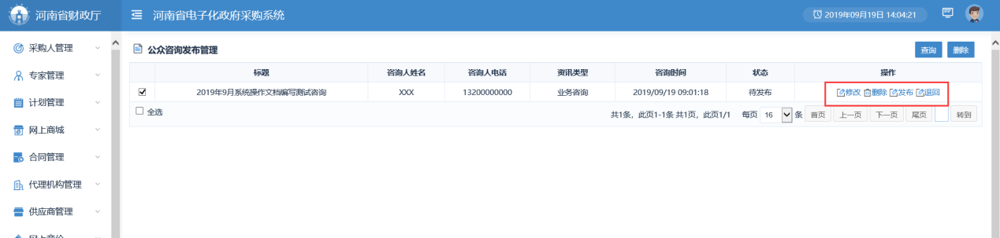 河南省财政厅
河南省电子化政府采购系统
2019年09月19日 14:04:21
采购人管理
专家管理
计划管理
网上商城
合同管理
代理机构管理
供应商管理
公众咨询发布管理
查询 删除
标题 咨询人姓名 咨询人电话 资讯类型 咨询时间 状态 操作
2019年9月系统操作文档编写测试咨询 XXX 13200000000 业务咨询 2019/09/19 09:01:18 待发布 修改 删除 发布 退回
全选 共1条，此页1-1条 共1页，此页1/1 每页 16 条 首页 上一页 下一页 尾页 转到